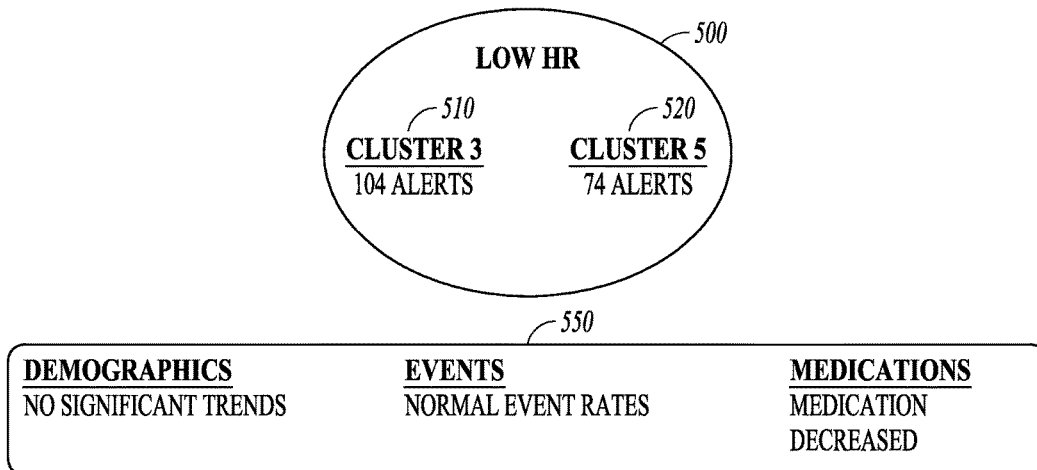 500
LOW HR
510 520
CLUSTER 3 CLUSTER 5
104 ALERTS 74 ALERTS
550
DEMOGRAPHICS EVENTS MEDICATIONS
NO SIGNIFICANT TRENDS NORMAL EVENT RATES MEDICATION
DECREASED